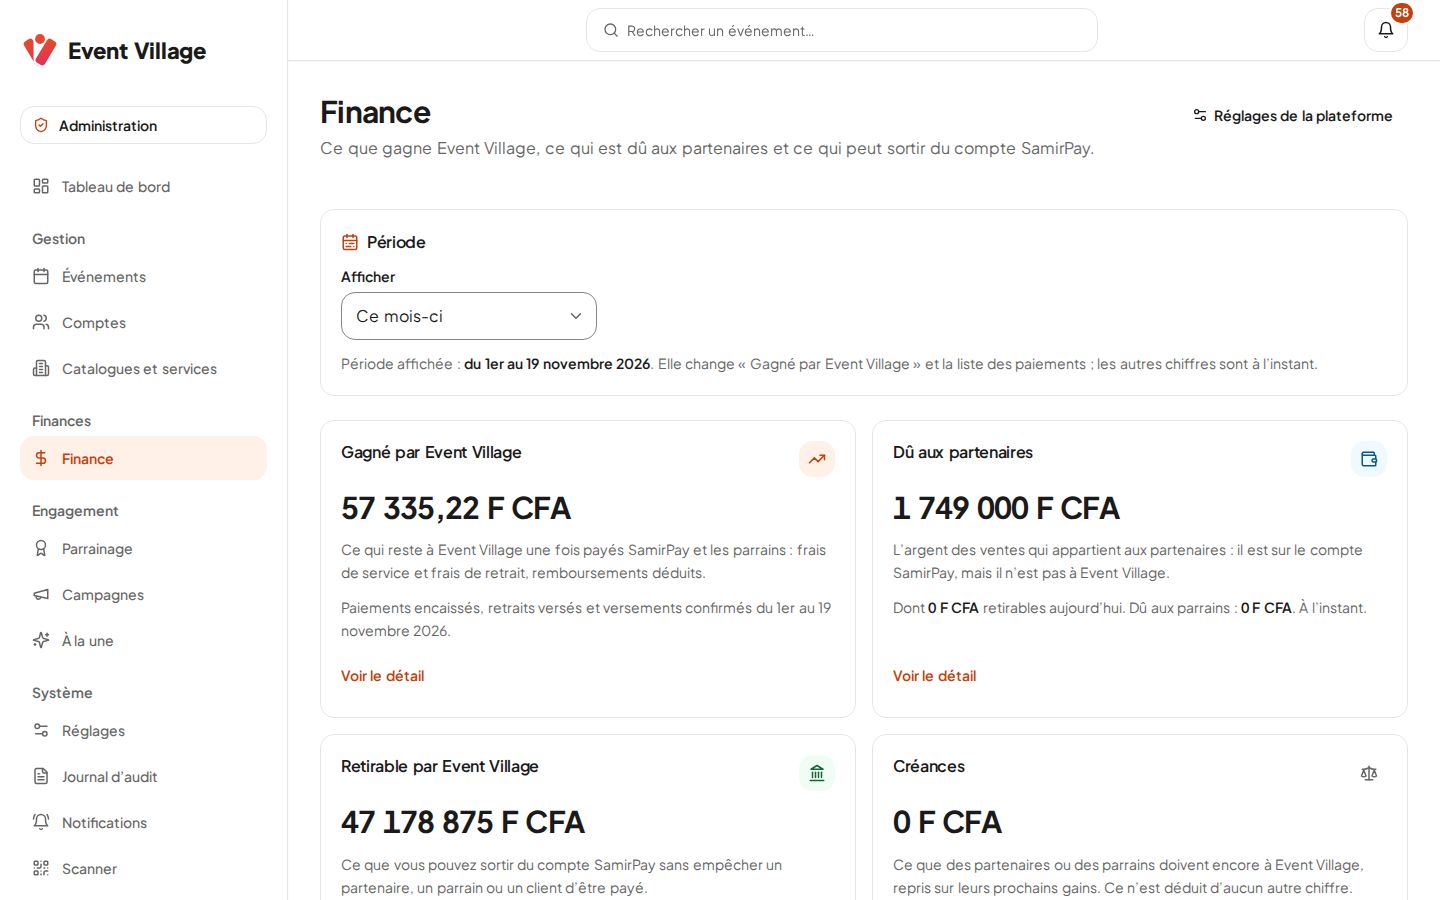 Event Village
Rechercher un événement...
58
Administration
Tableau de bord
Gestion
Événements
Comptes
Catalogues et services
Finances
Finance
Engagement
Parrainage
Campagnes
À la une
Système
Réglages
Journal d'audit
Notifications
Scanner
Finance
Réglages de la plateforme
Ce que gagne Event Village, ce qui est dû aux partenaires et ce qui peut sortir du compte SamirPay.
Période
Afficher
Ce mois-ci
Période affichée : du 1er au 19 novembre 2026. Elle change « Gagné par Event Village » et la liste des paiements ; les autres chiffres sont à l'instant.
Gagné par Event Village
57 335,22 F CFA
Ce qui reste à Event Village une fois payés SamirPay et les parrains : frais
de service et frais de retrait, remboursements déduits.
Paiements encaissés, retraits versés et versements confirmés du 1er au 19
novembre 2026.
Voir le détail
Dû aux partenaires
1 749 000 F CFA
L'argent des ventes qui appartient aux partenaires : il est sur le compte
SamirPay, mais il n'est pas à Event Village.
Dont 0 F CFA retirables aujourd'hui. Dû aux parrains : 0 F CFA. À l'instant.
Voir le détail
Retirable par Event Village
47 178 875 F CFA
Ce que vous pouvez sortir du compte SamirPay sans empêcher un
partenaire, un parrain ou un client d'être payé.
Créances
0 F CFA
Ce que des partenaires ou des parrains doivent encore à Event Village,
repris sur leurs prochains gains. Ce n'est déduit d'aucun autre chiffre.